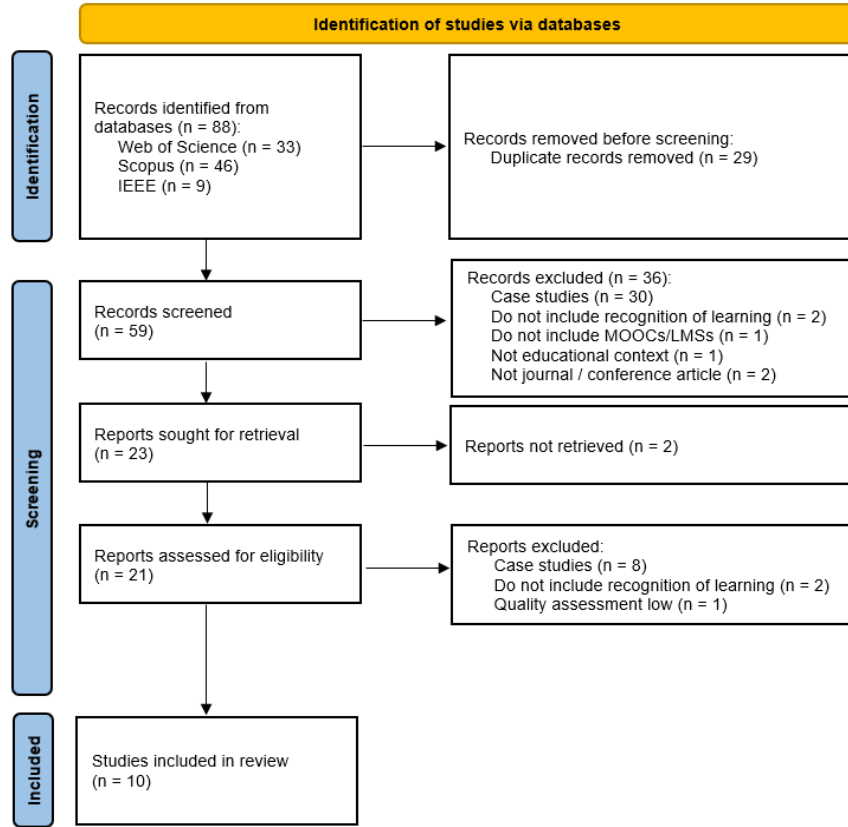 Identification of studies via databases
Identification
Records identified from
databases (n = 88):
Web of Science (n = 33)
Scopus (n = 46)
IEEE (n = 9)
Records removed before screening:
Duplicate records removed (n = 29)
Screening
Records screened
(n = 59)
Records excluded (n = 36):
Case studies (n = 30)
Do not include recognition of learning (n = 2)
Do not include MOOCs/LMSs (n = 1)
Not educational context (n = 1)
Not journal / conference article (n = 2)
Reports sought for retrieval
(n = 23)
Reports not retrieved (n = 2)
Reports assessed for eligibility
(n = 21)
Reports excluded:
Case studies (n = 8)
Do not include recognition of learning (n = 2)
Quality assessment low (n = 1)
Included
Studies included in review
(n = 10)